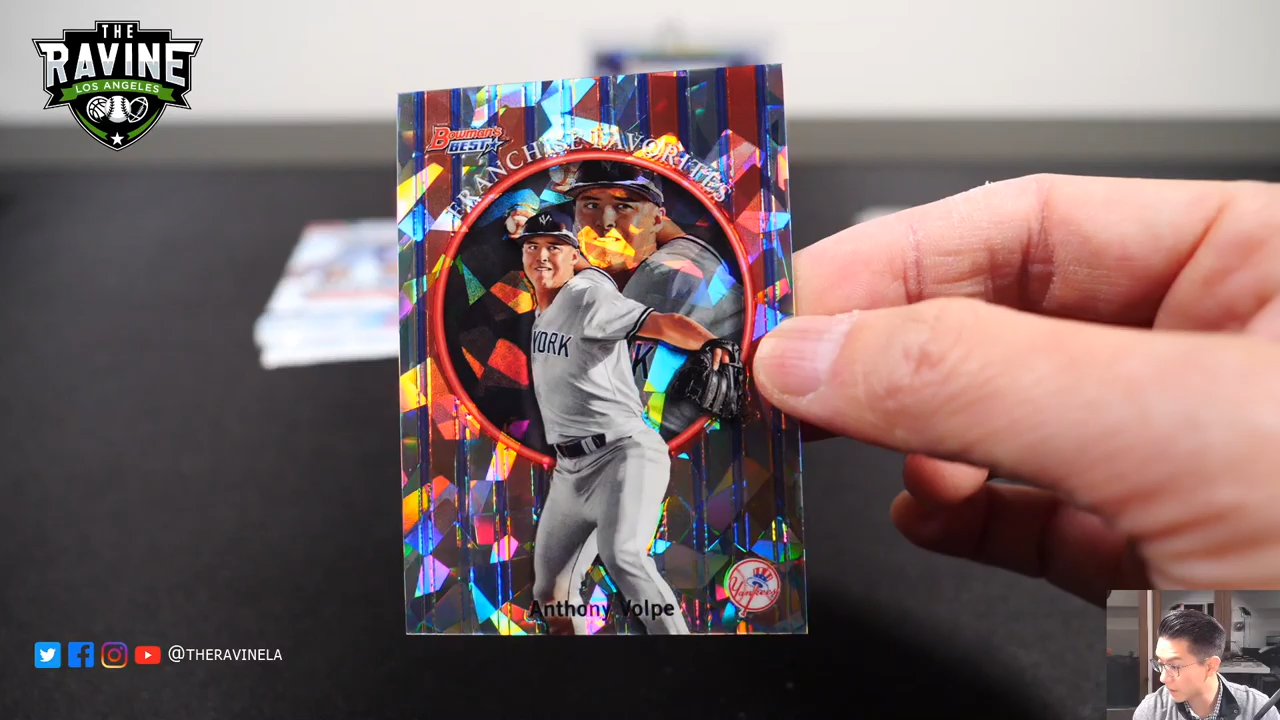 THE
RAVINE
LOS ANGELES
Bowman's
BEST
FRANCHISE FAVORITES
YORK
K
Yankees
Anthony Volpe
@THERAVINELA